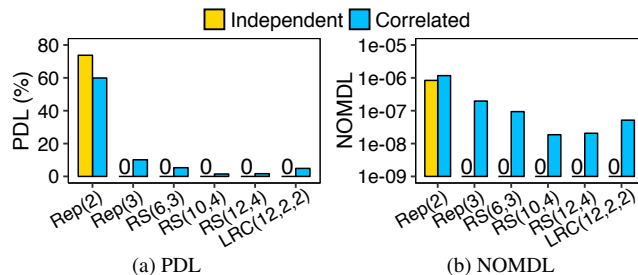 Independent Correlated
PDL (%)
80
60
40
20
0
0 0 0 0 0
Rep(2) Rep(3) RS(6,3) RS(10,4) RS(12,4) LRC(12,2,2)
(a) PDL
NOMDL
1e-05
1e-06
1e-07
1e-08
1e-09
0 0 0 0 0
Rep(2) Rep(3) RS(6,3) RS(10,4) RS(12,4) LRC(12,2,2)
(b) NOMDL